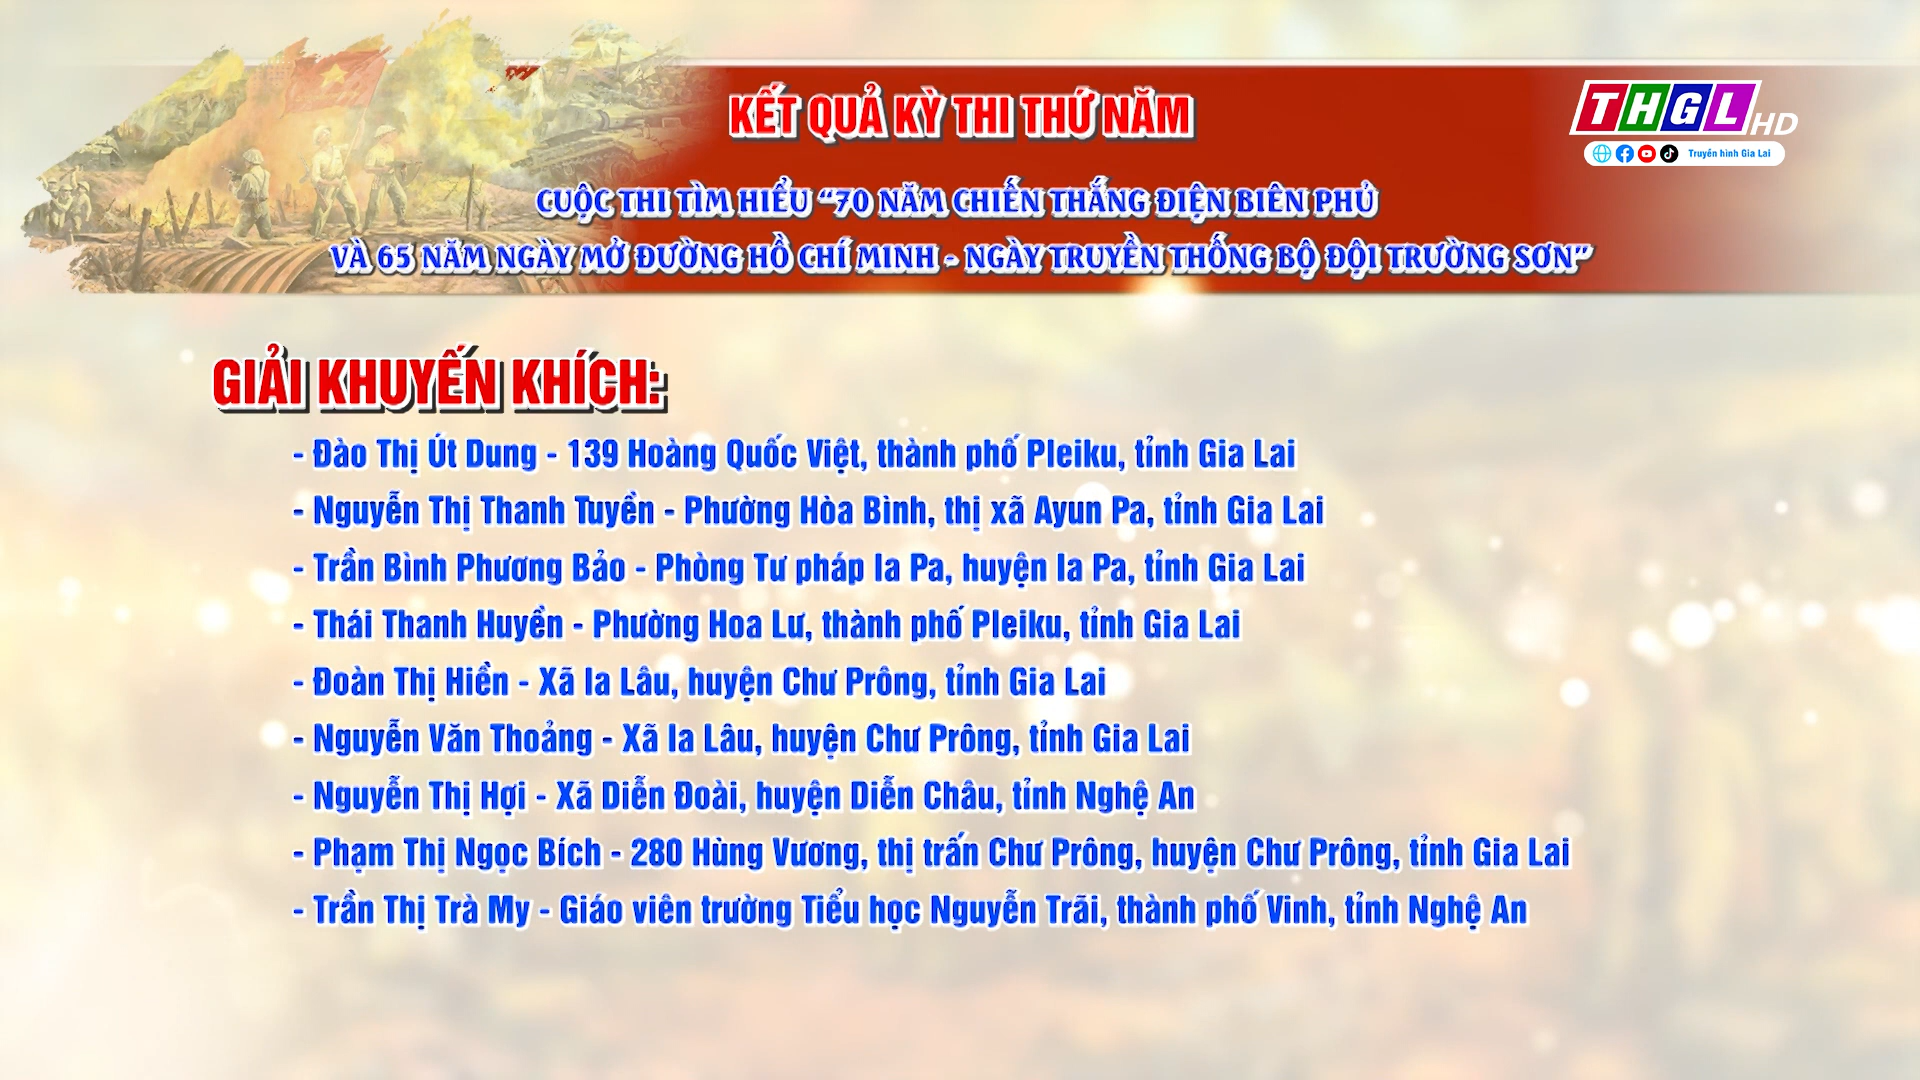 KẾT QUẢ KỲ THI THỨ NĂM
THGL HD
Truyền hình Gia Lai
CUỘC THI TÌM HIỂU “70 NĂM CHIẾN THẮNG ĐIỆN BIÊN PHỦ
VÀ 65 NĂM NGÀY MỞ ĐƯỜNG HỒ CHÍ MINH - NGÀY TRUYỀN THỐNG BỘ ĐỘI TRƯỜNG SƠN”
GIẢI KHUYẾN KHÍCH:
- Đào Thị Út Dung - 139 Hoàng Quốc Việt, thành phố Pleiku, tỉnh Gia Lai
- Nguyễn Thị Thanh Tuyền - Phường Hòa Bình, thị xã Ayun Pa, tỉnh Gia Lai
- Trần Bình Phương Bảo - Phòng Tư pháp Ia Pa, huyện Ia Pa, tỉnh Gia Lai
- Thái Thanh Huyền - Phường Hoa Lư, thành phố Pleiku, tỉnh Gia Lai
- Đoàn Thị Hiền - Xã Ia Lâu, huyện Chư Prông, tỉnh Gia Lai
- Nguyễn Văn Thoảng - Xã Ia Lâu, huyện Chư Prông, tỉnh Gia Lai
- Nguyễn Thị Hợi - Xã Diễn Đoài, huyện Diễn Châu, tỉnh Nghệ An
- Phạm Thị Ngọc Bích - 280 Hùng Vương, thị trấn Chư Prông, huyện Chư Prông, tỉnh Gia Lai
- Trần Thị Trà My - Giáo viên trường Tiểu học Nguyễn Trãi, thành phố Vinh, tỉnh Nghệ An